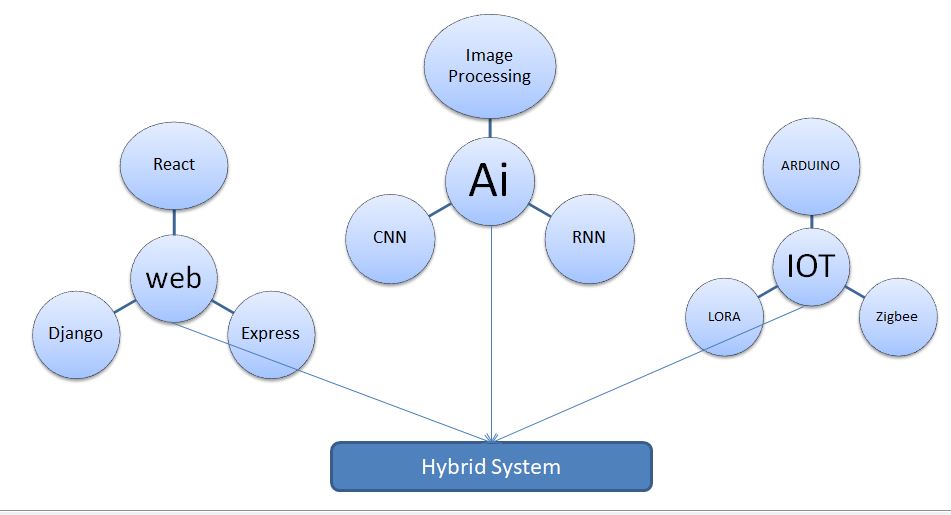 Image
Processing
React
Ai
ARDUINO
CNN
RNN
web
IOT
Django
Express
LORA
Zigbee
Hybrid System